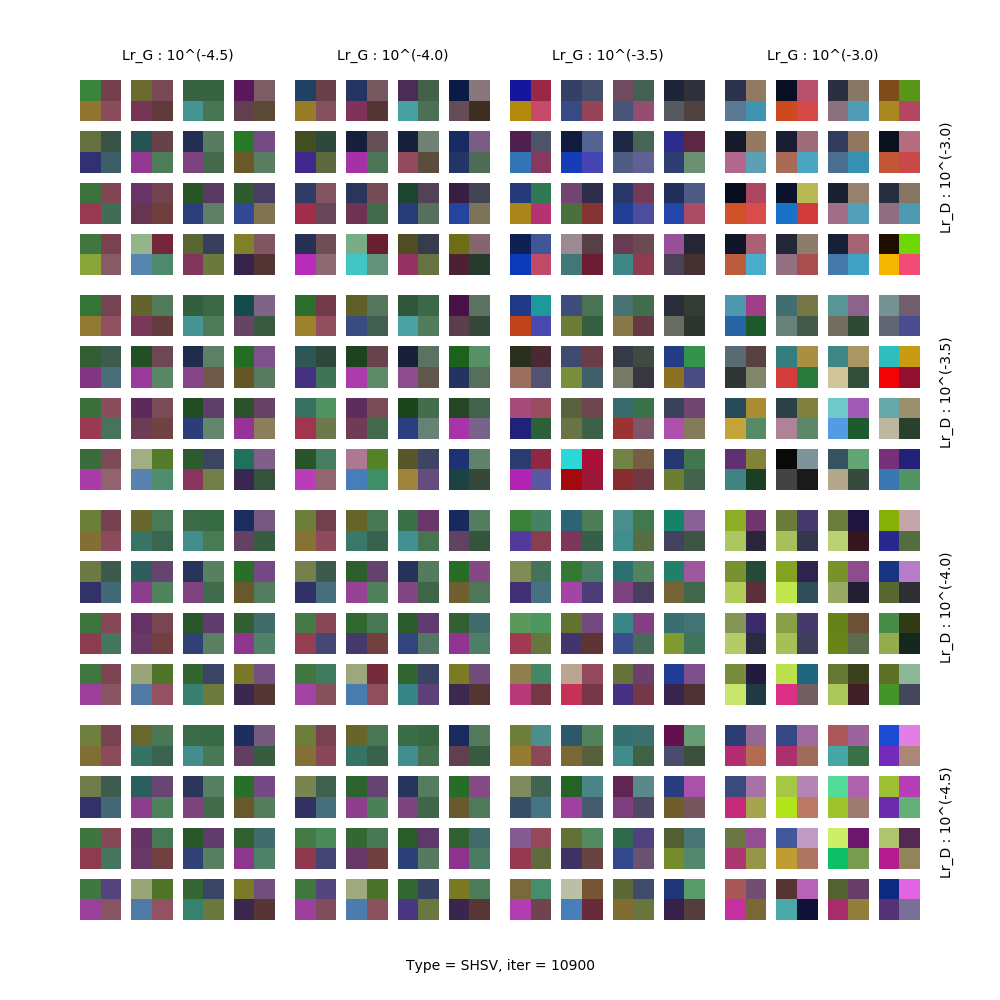 Lr_G : 10^(-4.5)
Lr_G : 10^(-4.0)
Lr_G : 10^(-3.5)
Lr_G : 10^(-3.0)
Lr_D : 10^(-3.0)
Lr_D : 10^(-3.5)
Lr_D : 10^(-4.0)
Lr_D : 10^(-4.5)
Type = SHSV, iter = 10900